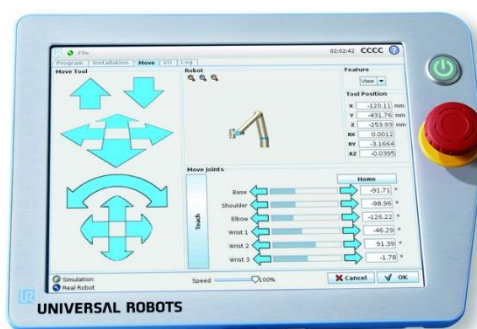 File
02:02:42 CCCC ?
Program Installation Move I/O Log
Move Tool
Robot
Feature
View
Tool Position
X -120.11 mm
Y -431.76 mm
Z -253.93 mm
RX 0.0012
RY -3.1664
RZ -0.0395
Move Joints
Teach
Home
Base -91.71 °
Shoulder -98.96 °
Elbow -126.22 °
Wrist 1 -46.29 °
Wrist 2 91.39 °
Wrist 3 -1.78 °
Simulation
Real Robot
Speed 100%
Cancel OK
UR
UNIVERSAL ROBOTS